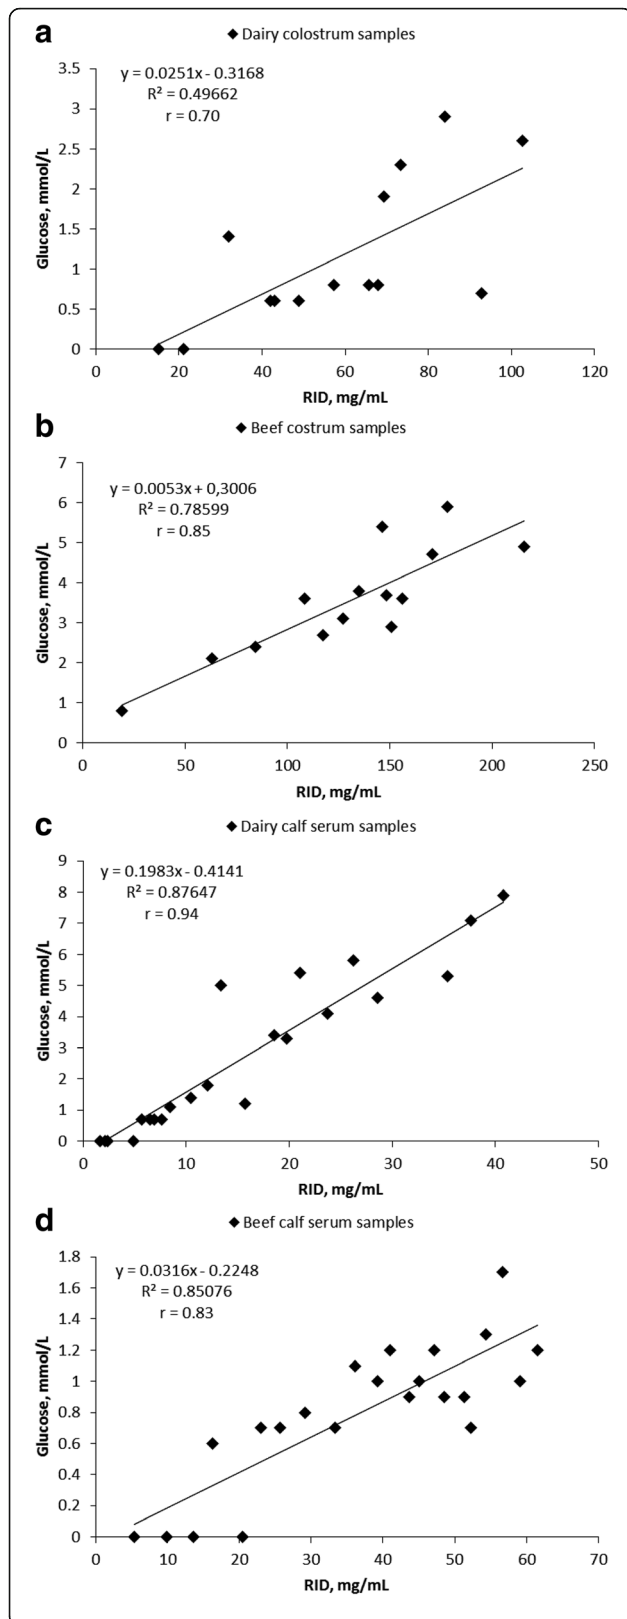 a
◆ Dairy colostrum samples
y = 0.0251x - 0.3168
R² = 0.49662
r = 0.70
Glucose, mmol/L
3.5
3
2.5
2
1.5
1
0.5
0
0 20 40 60 80 100 120
RID, mg/mL
b
◆ Beef costrum samples
y = 0.0053x + 0,3006
R² = 0.78599
r = 0.85
Glucose, mmol/L
7
6
5
4
3
2
1
0
0 50 100 150 200 250
RID, mg/mL
c
◆ Dairy calf serum samples
y = 0.1983x - 0.4141
R² = 0.87647
r = 0.94
Glucose, mmol/L
9
8
7
6
5
4
3
2
1
0
0 10 20 30 40 50
RID, mg/mL
d
◆ Beef calf serum samples
y = 0.0316x - 0.2248
R² = 0.85076
r = 0.83
Glucose, mmol/L
1.8
1.6
1.4
1.2
1
0.8
0.6
0.4
0.2
0
0 10 20 30 40 50 60 70
RID, mg/mL